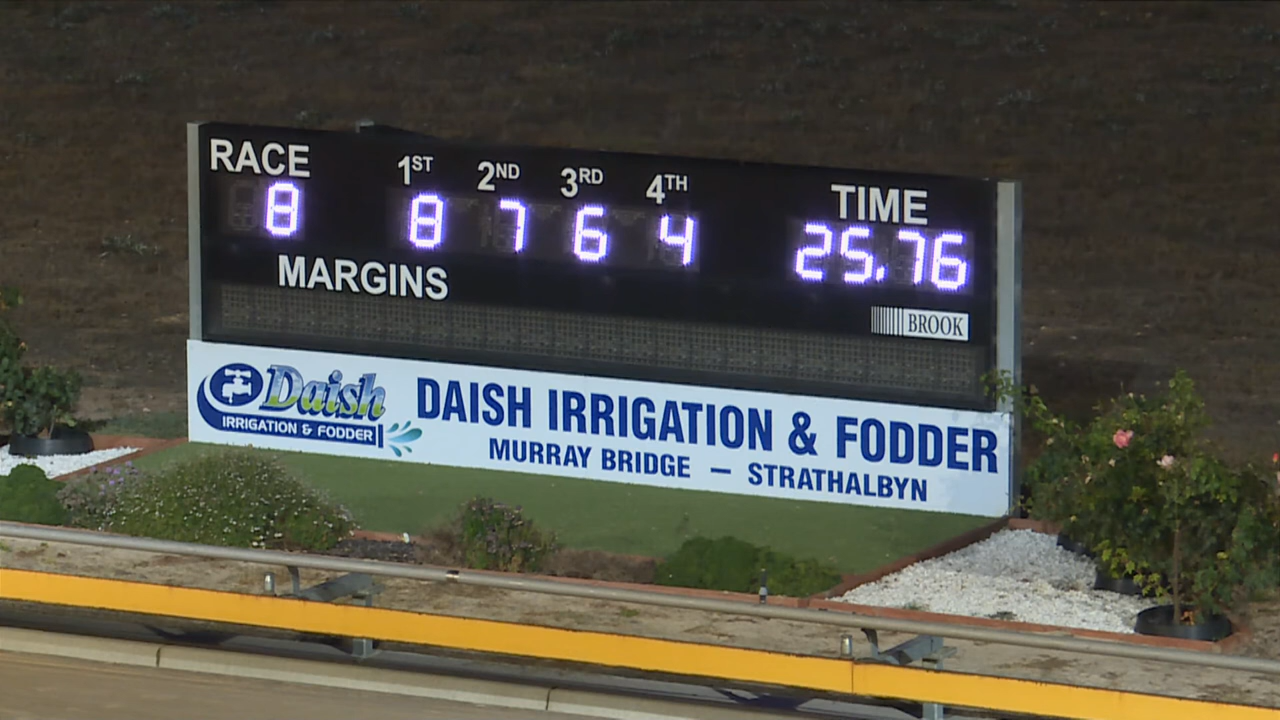 RACE 1ST 2ND 3RD 4TH TIME
8 8 7 6 4 25.76
MARGINS
BROOK
Daish
IRRIGATION & FODDER
DAISH IRRIGATION & FODDER
MURRAY BRIDGE – STRATHALBYN